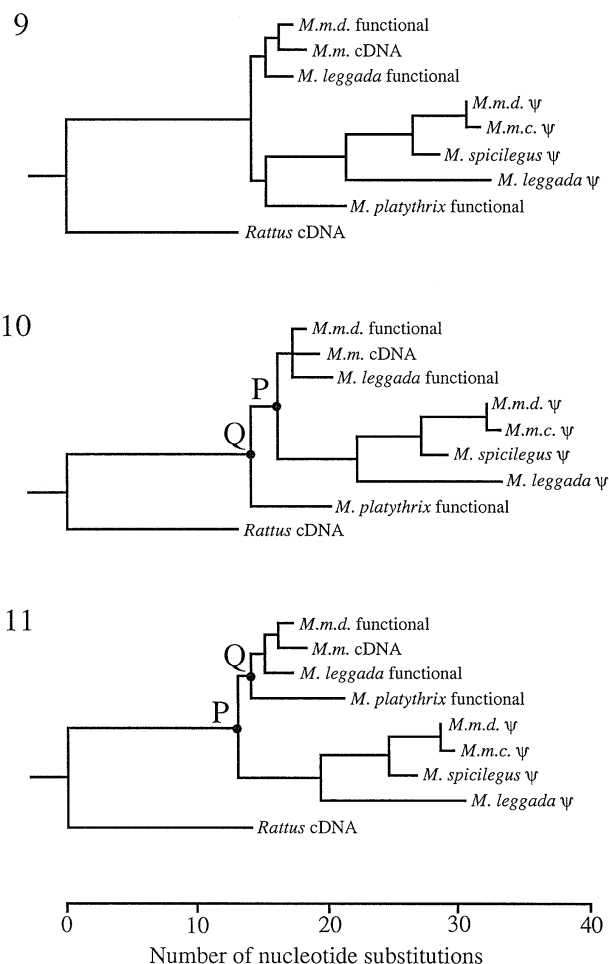 9
M.m.d. functional
M.m. cDNA
M. leggada functional
M.m.d. ψ
M.m.c. ψ
M. spicilegus ψ
M. leggada ψ
M. platythrix functional
Rattus cDNA
10
M.m.d. functional
M.m. cDNA
P
M. leggada functional
M.m.d. ψ
Q
M.m.c. ψ
M. spicilegus ψ
M. leggada ψ
M. platythrix functional
Rattus cDNA
11
M.m.d. functional
M.m. cDNA
Q
M. leggada functional
M. platythrix functional
P
M.m.d. ψ
M.m.c. ψ
M. spicilegus ψ
M. leggada ψ
Rattus cDNA
0 10 20 30 40
Number of nucleotide substitutions